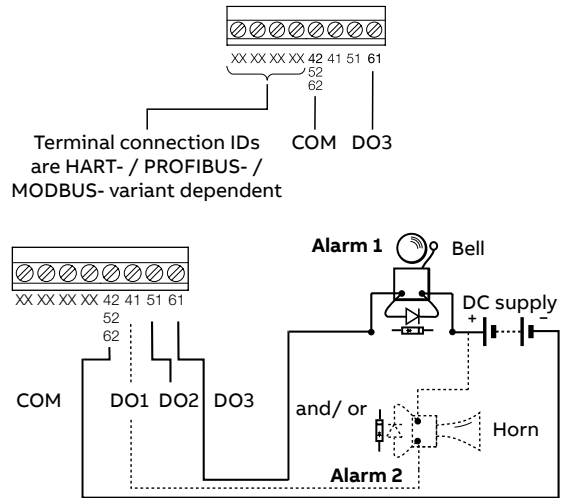 XX XX XX XX 42 41 51 61
52
62
Terminal connection IDs
are HART- / PROFIBUS- /
MODBUS- variant dependent
COM DO3
Alarm 1 Bell
DC supply
+ –
XX XX XX XX 42 41 51 61
52
62
COM DO1 DO2 DO3
and/ or
Horn
Alarm 2